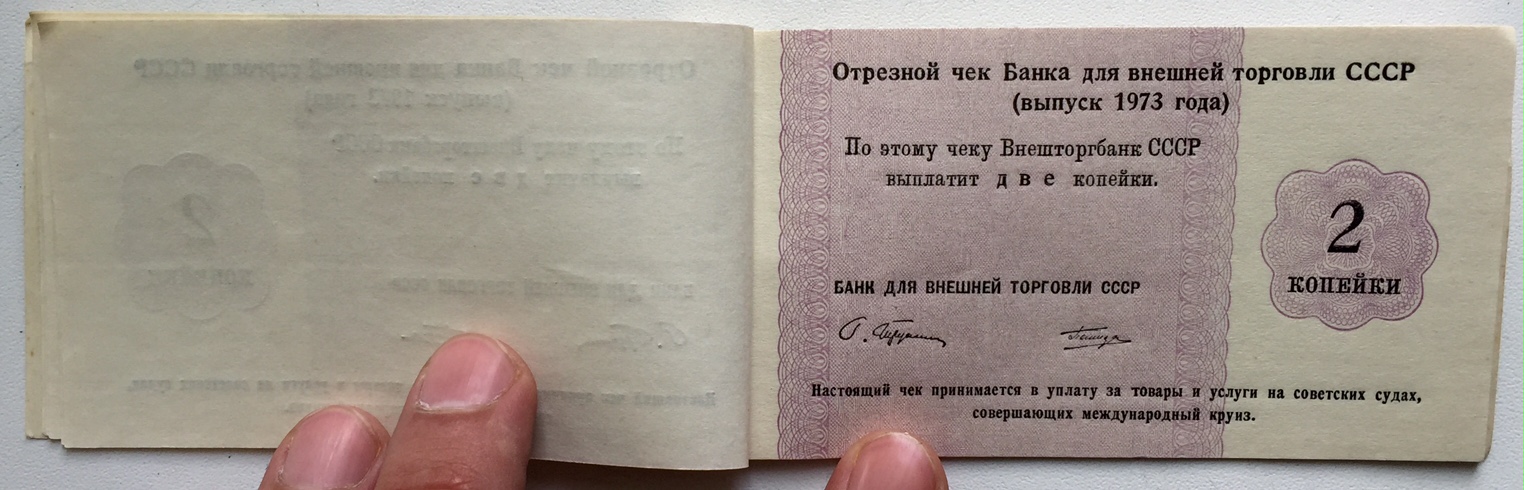 Отрезной чек Банка для внешней торговли СССР
(выпуск 1973 года)
По этому чеку Внешторгбанк СССР
выплатит две копейки.
2
КОПЕЙКИ
БАНК ДЛЯ ВНЕШНЕЙ ТОРГОВЛИ СССР
Настоящий чек принимается в уплату за товары и услуги на советских судах,
совершающих международный круиз.